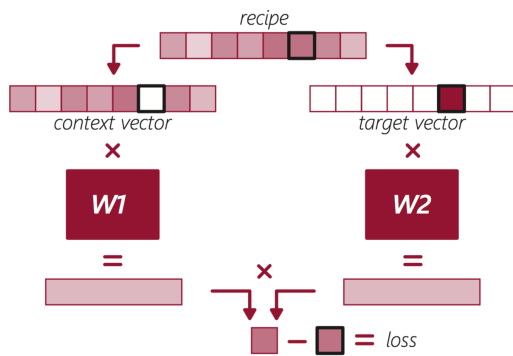 recipe
context vector
target vector
×
×
W1
W2
=
=
×
− = loss